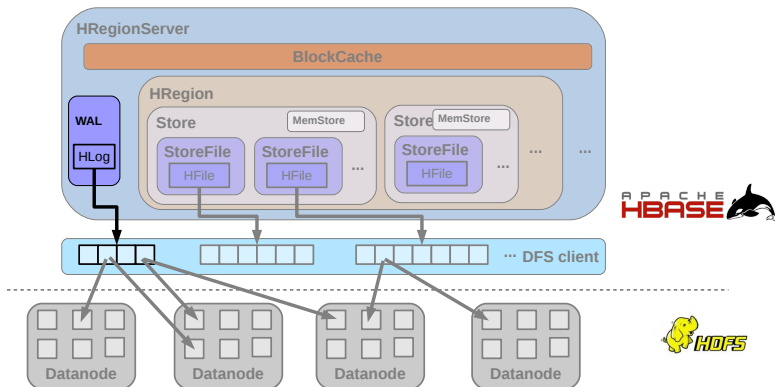 HRegionServer
BlockCache
HRegion
WAL
HLog
Store
MemStore
StoreFile
HFile
StoreFile
HFile
...
Store
MemStore
StoreFile
HFile
...
...
...
APACHE
HBASE
... DFS client
Datanode
Datanode
Datanode
Datanode
HDFS